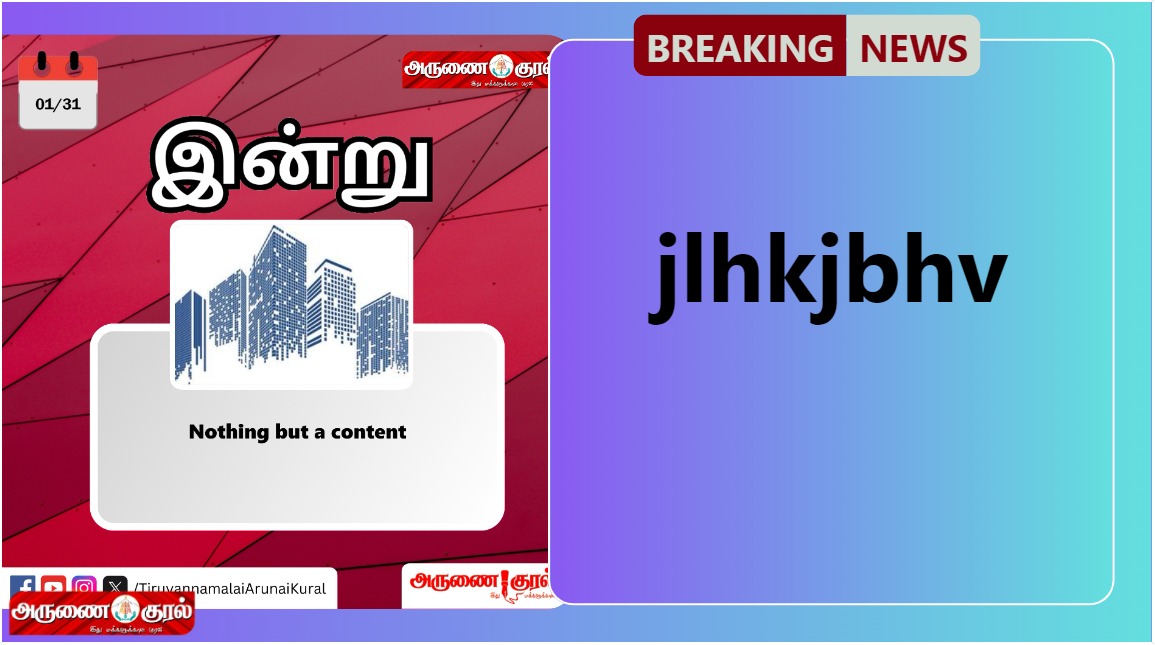 BREAKING NEWS
01/31
அருணை குரல்
இன்று
jlhkjbhv
Nothing but a content
அருணை குரல்
/TiruvannamalaiArunaiKural
அருணை குரல்